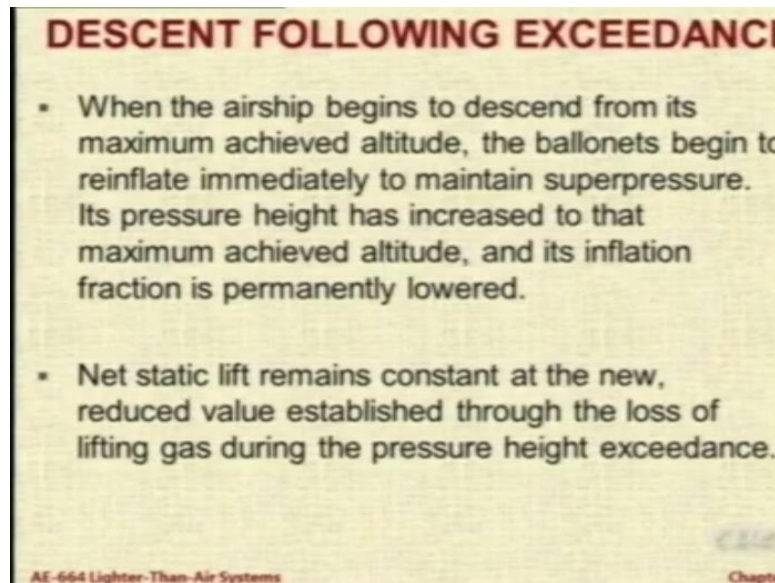 DESCENT FOLLOWING EXCEEDANCE
▪ When the airship begins to descend from its
maximum achieved altitude, the ballonets begin to
reinflate immediately to maintain superpressure.
Its pressure height has increased to that
maximum achieved altitude, and its inflation
fraction is permanently lowered.
▪ Net static lift remains constant at the new,
reduced value established through the loss of
lifting gas during the pressure height exceedance.
AE-664 Lighter-Than-Air Systems